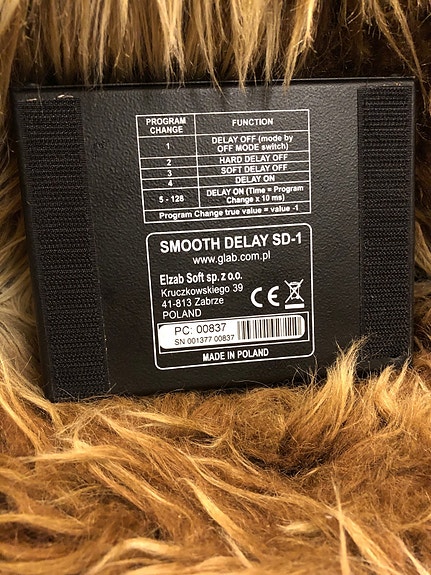 PROGRAM CHANGE FUNCTION
1 DELAY OFF (mode by OFF MODE switch)
2 HARD DELAY OFF
3 SOFT DELAY OFF
4 DELAY ON
5 - 128 DELAY ON (Time = Program Change x 10 ms)
Program Change true value = value -1
SMOOTH DELAY SD-1
www.glab.com.pl
Elzab Soft sp. z o.o.
Kruczkowskiego 39
41-813 Zabrze
POLAND
CE
PC: 00837
SN 001377 00837
MADE IN POLAND